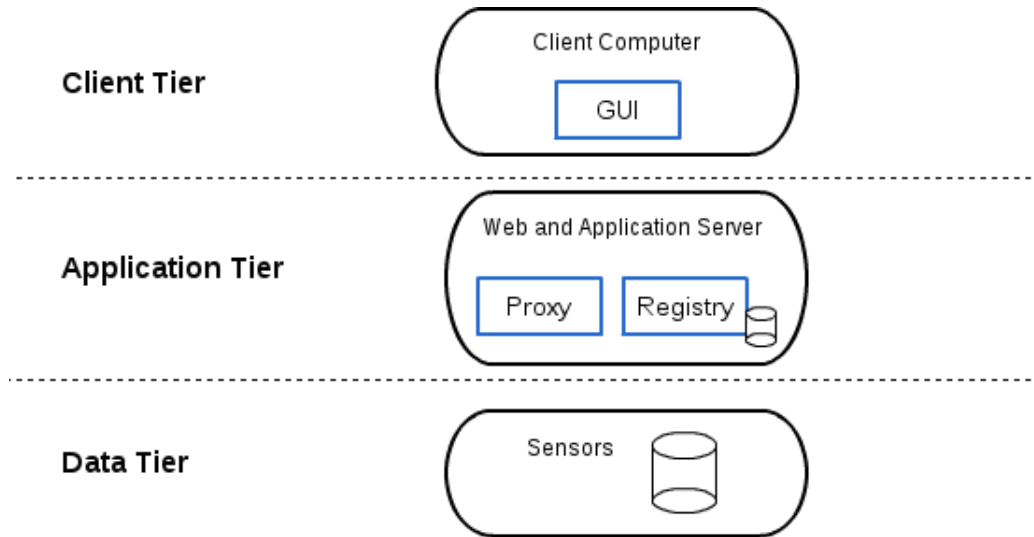 Client Computer
Client Tier
GUI
Web and Application Server
Application Tier
Proxy
Registry
Sensors
Data Tier